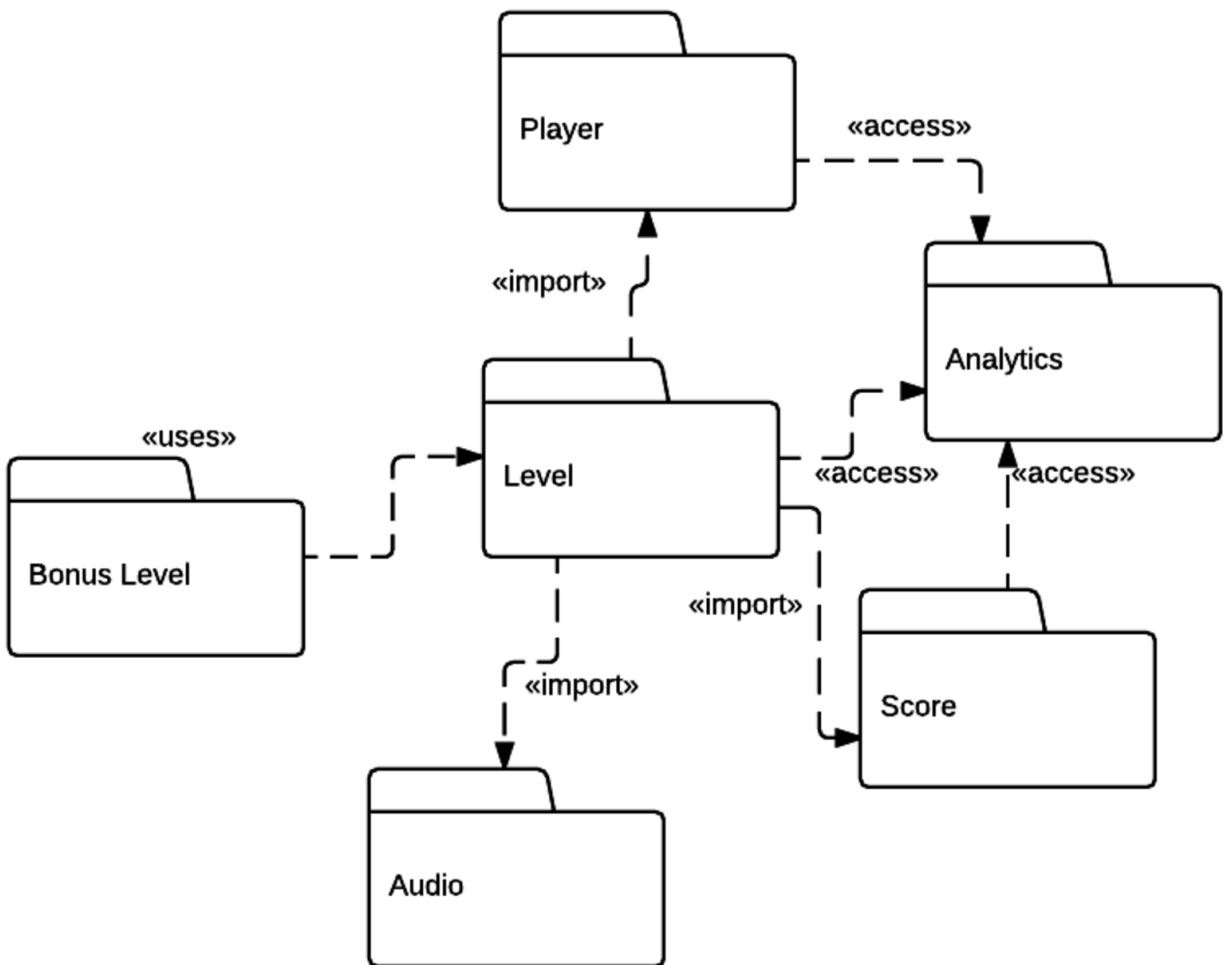 Player
«access»
«import»
Analytics
«uses»
Level
«access»
«access»
Bonus Level
«import»
«import»
Score
Audio